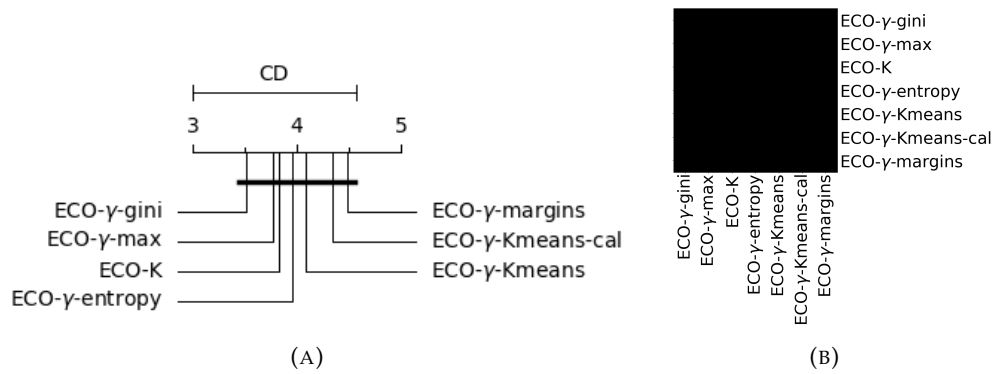 CD
3 4 5
ECO-γ-gini
ECO-γ-max
ECO-K
ECO-γ-entropy
ECO-γ-margins
ECO-γ-Kmeans-cal
ECO-γ-Kmeans
(A)
ECO-γ-gini
ECO-γ-max
ECO-K
ECO-γ-entropy
ECO-γ-Kmeans
ECO-γ-Kmeans-cal
ECO-γ-margins
ECO-γ-gini
ECO-γ-max
ECO-K
ECO-γ-entropy
ECO-γ-Kmeans
ECO-γ-Kmeans-cal
ECO-γ-margins
(B)